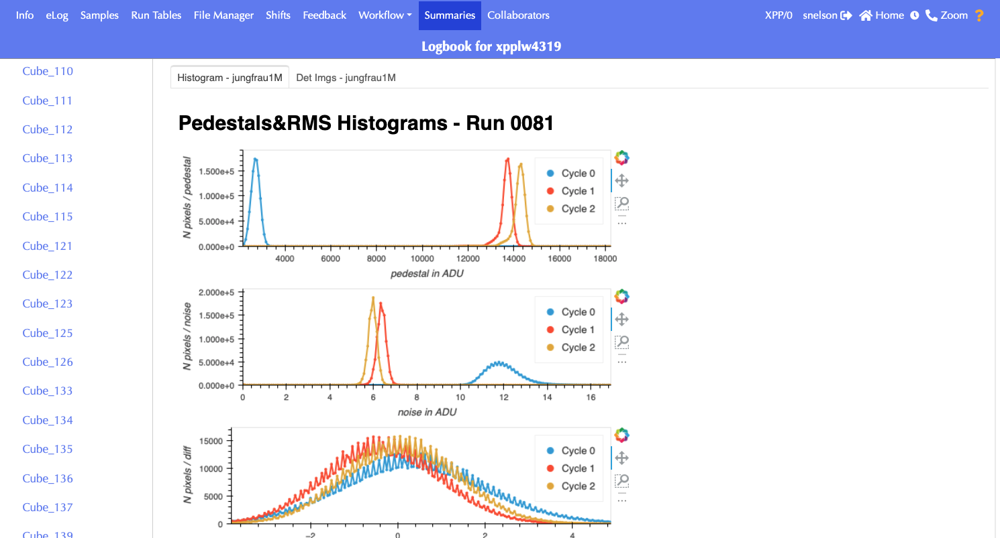 Info eLog Samples Run Tables File Manager Shifts Feedback Workflow Summaries Collaborators XPP/0 snelson Home Zoom ?
Logbook for xpplw4319
Cube_110
Cube_111
Cube_112
Cube_113
Cube_114
Cube_115
Cube_121
Cube_122
Cube_123
Cube_125
Cube_126
Cube_133
Cube_134
Cube_135
Cube_136
Cube_137
Cube_139
Histogram - jungfrau1M Det Imgs - jungfrau1M
Pedestals&RMS Histograms - Run 0081
N pixels / pedestal
1.500e+5
1.000e+5
5.000e+4
0.000e+0
Cycle 0
Cycle 1
Cycle 2
4000 6000 8000 10000 12000 14000 16000 18000
pedestal in ADU
N pixels / noise
2.000e+5
1.500e+5
1.000e+5
5.000e+4
0.000e+0
Cycle 0
Cycle 1
Cycle 2
0 2 4 6 8 10 12 14 16
noise in ADU
N pixels / diff
15000
10000
5000
0
Cycle 0
Cycle 1
Cycle 2
−2 0 2 4